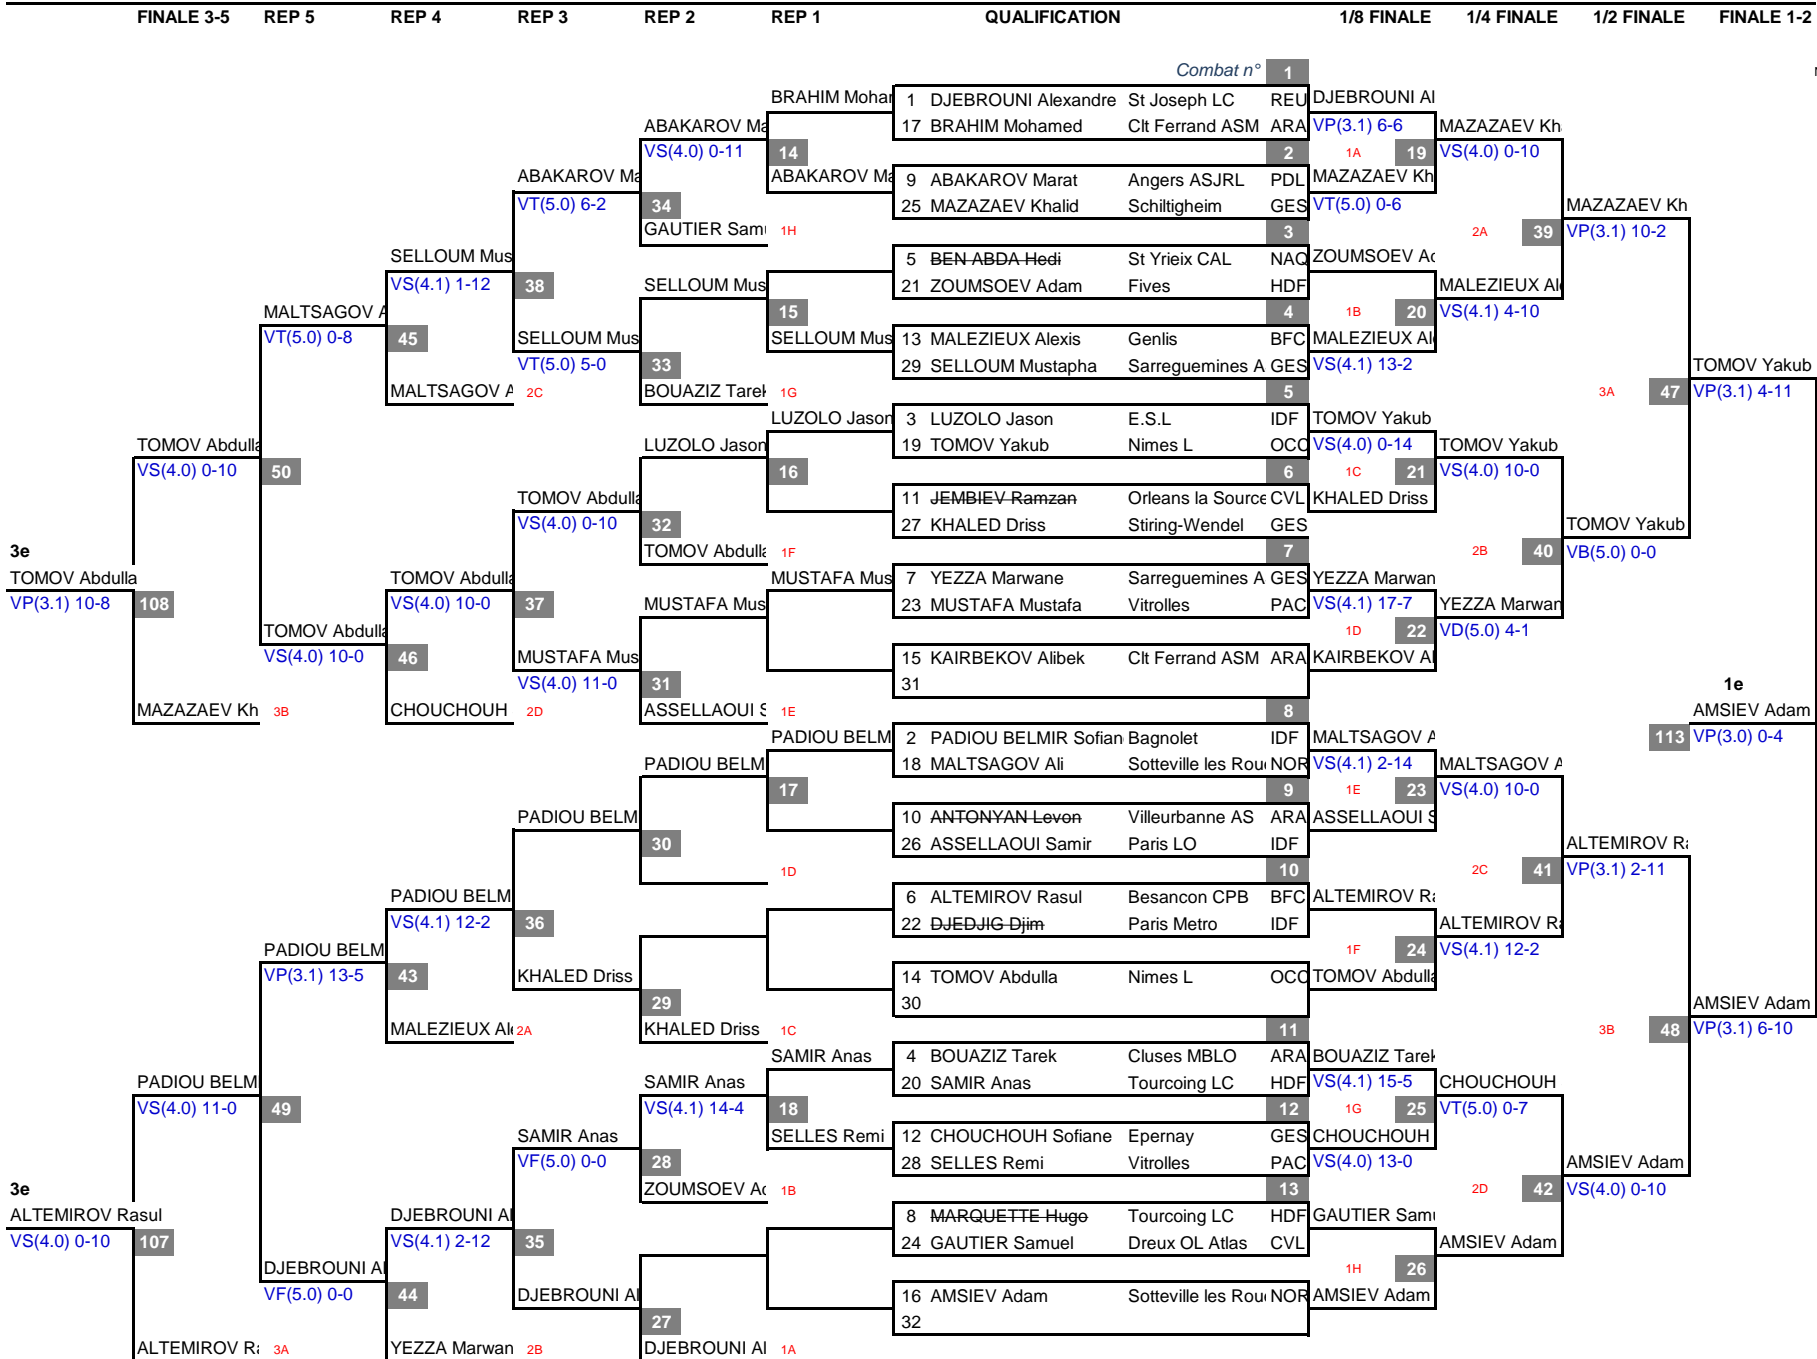 FINALE 3-5 REP 5 REP 4 REP 3 REP 2 REP 1 QUALIFICATION 1/8 FINALE 1/4 FINALE 1/2 FINALE FINALE 1-2
Combat n° 1
BRAHIM Mohar 1 DJEBROUNI Alexandre St Joseph LC REU DJEBROUNI Al
ABAKAROV Ma 17 BRAHIM Mohamed Clt Ferrand ASM ARA VP(3.1) 6-6 MAZAZAEV Kh
VS(4.0) 0-11 14 2 1A 19 VS(4.0) 0-10
ABAKAROV Ma ABAKAROV Ma 9 ABAKAROV Marat Angers ASJRL PDL MAZAZAEV Kh
VT(5.0) 6-2 34 25 MAZAZAEV Khalid Schiltigheim GES VT(5.0) 0-6 MAZAZAEV Kh
GAUTIER Samu 1H 3 2A 39 VP(3.1) 10-2
SELLOUM Mus 5 BEN ABDA Hedi St Yrieix CAL NAQ ZOUMSOEV Ad
VS(4.1) 1-12 38 SELLOUM Mus 21 ZOUMSOEV Adam Fives HDF MALEZIEUX Al
MALTSAGOV A 15 4 1B 20 VS(4.1) 4-10
VT(5.0) 0-8 45 SELLOUM Mus SELLOUM Mus 13 MALEZIEUX Alexis Genlis BFC MALEZIEUX Al
VT(5.0) 5-0 33 29 SELLOUM Mustapha Sarreguemines A GES VS(4.1) 13-2 TOMOV Yakub
MALTSAGOV A 2C BOUAZIZ Tarek 1G 5 3A 47 VP(3.1) 4-11
LUZOLO Jason 3 LUZOLO Jason E.S.L IDF TOMOV Yakub
TOMOV Abdulla LUZOLO Jason 19 TOMOV Yakub Nimes L OCC VS(4.0) 0-14 TOMOV Yakub
VS(4.0) 0-10 50 16 6 1C 21 VS(4.0) 10-0
TOMOV Abdulla 11 JEMBIEV Ramzan Orleans la Source CVL KHALED Driss
VS(4.0) 0-10 32 27 KHALED Driss Stiring-Wendel GES TOMOV Yakub
3e TOMOV Abdulla 1F 7 2B 40 VB(5.0) 0-0
TOMOV Abdulla TOMOV Abdulla MUSTAFA Mus 7 YEZZA Marwane Sarreguemines A GES YEZZA Marwan
VP(3.1) 10-8 108 VS(4.0) 10-0 37 MUSTAFA Mus 23 MUSTAFA Mustafa Vitrolles PAC VS(4.1) 17-7 YEZZA Marwan
TOMOV Abdulla 1D 22 VD(5.0) 4-1
VS(4.0) 10-0 46 MUSTAFA Mus 15 KAIRBEKOV Alibek Clt Ferrand ASM ARA KAIRBEKOV Al
VS(4.0) 11-0 31 31 1e
MAZAZAEV Kh 3B CHOUCHOUH 2D ASSELLAOUI S 1E 8 AMSIEV Adam
PADIOU BELM 2 PADIOU BELMIR Sofian Bagnolet IDF MALTSAGOV A 113 VP(3.0) 0-4
PADIOU BELM 18 MALTSAGOV Ali Sotteville les Rou NOR VS(4.1) 2-14 MALTSAGOV A
17 9 1E 23 VS(4.0) 10-0
PADIOU BELM 10 ANTONYAN Levon Villeurbanne AS ARA ASSELLAOUI S
30 26 ASSELLAOUI Samir Paris LO IDF ALTEMIROV Ra
1D 10 2C 41 VP(3.1) 2-11
PADIOU BELM 6 ALTEMIROV Rasul Besancon CPB BFC ALTEMIROV Ra
VS(4.1) 12-2 36 22 DJEDJIG Djim Paris Metro IDF ALTEMIROV Ra
PADIOU BELM 1F 24 VS(4.1) 12-2
VP(3.1) 13-5 43 KHALED Driss 14 TOMOV Abdulla Nimes L OCC TOMOV Abdulla
29 30 AMSIEV Adam
MALEZIEUX Al 2A KHALED Driss 1C 11 3B 48 VP(3.1) 6-10
SAMIR Anas 4 BOUAZIZ Tarek Cluses MBLO ARA BOUAZIZ Tarek
PADIOU BELM SAMIR Anas 20 SAMIR Anas Tourcoing LC HDF VS(4.1) 15-5 CHOUCHOUH
VS(4.0) 11-0 49 VS(4.1) 14-4 18 12 1G 25 VT(5.0) 0-7
SAMIR Anas SELLES Remi 12 CHOUCHOUH Sofiane Epernay GES CHOUCHOUH
VF(5.0) 0-0 28 28 SELLES Remi Vitrolles PAC VS(4.0) 13-0 AMSIEV Adam
3e ZOUMSOEV Ad 1B 13 2D 42 VS(4.0) 0-10
ALTEMIROV Rasul DJEBROUNI Al 8 MARQUETTE Hugo Tourcoing LC HDF GAUTIER Samu
VS(4.0) 0-10 107 VS(4.1) 2-12 35 24 GAUTIER Samuel Dreux OL Atlas CVL AMSIEV Adam
DJEBROUNI Al 1H 26
VF(5.0) 0-0 44 DJEBROUNI Al 16 AMSIEV Adam Sotteville les Rou NOR AMSIEV Adam
27 32
ALTEMIROV Ra 3A YEZZA Marwan 2B DJEBROUNI Al 1A